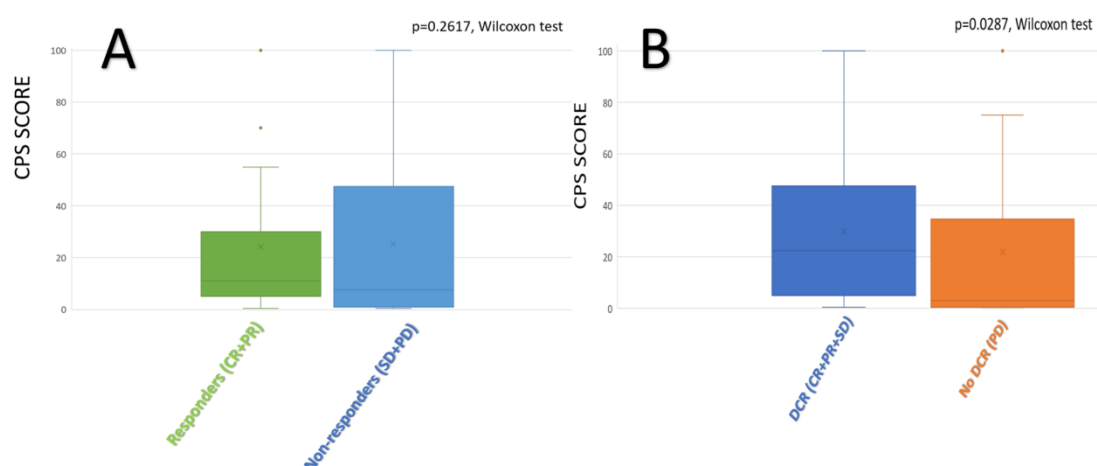 A
p=0.2617, Wilcoxon test
CPS SCORE
100
80
60
40
20
0
Responders (CR+PR)
Non-responders (SD+PD)
B
p=0.0287, Wilcoxon test
CPS SCORE
100
80
60
40
20
0
DCR (CR+PR+SD)
No DCR (PD)